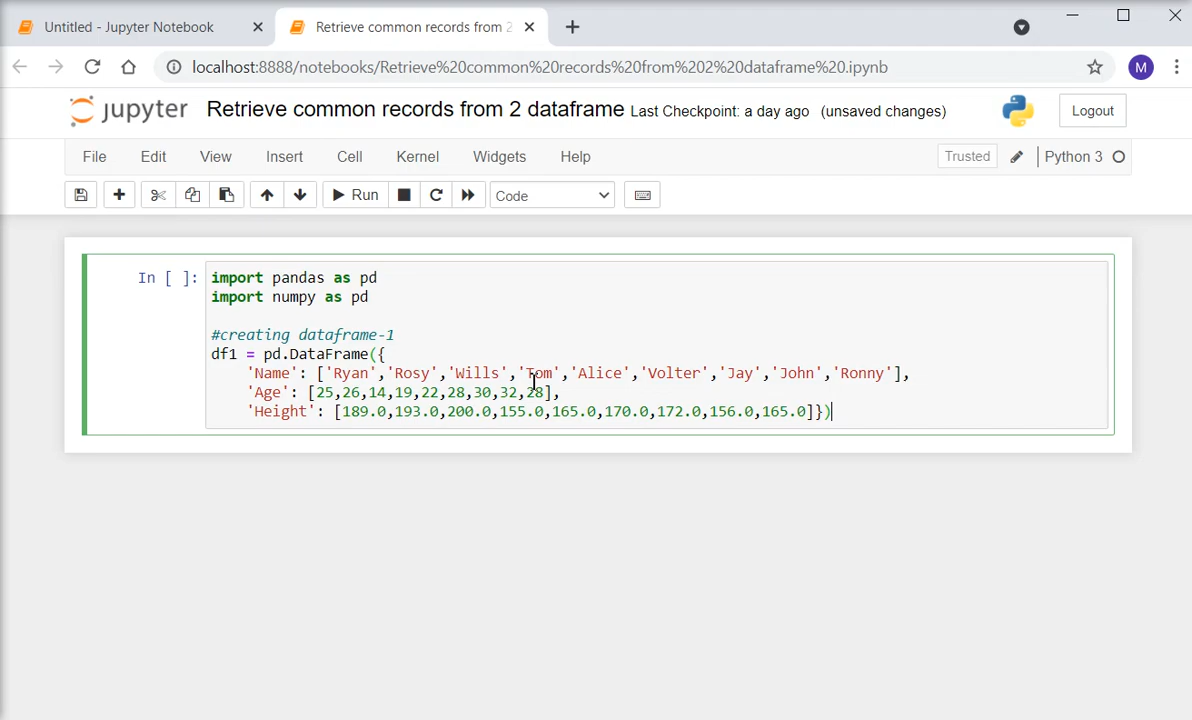 Untitled - Jupyter Notebook
Retrieve common records from 2
localhost:8888/notebooks/Retrieve%20common%20records%20from%202%20dataframe%20.ipynb
M
jupyter Retrieve common records from 2 dataframe Last Checkpoint: a day ago (unsaved changes)
Logout
File Edit View Insert Cell Kernel Widgets Help
Trusted Python 3
Run Code
In [ ]: import pandas as pd
import numpy as pd
#creating dataframe-1
df1 = pd.DataFrame({
'Name': ['Ryan','Rosy','Wills','Tom','Alice','Volter','Jay','John','Ronny'],
'Age': [25,26,14,19,22,28,30,32,28],
'Height': [189.0,193.0,200.0,155.0,165.0,170.0,172.0,156.0,165.0]})